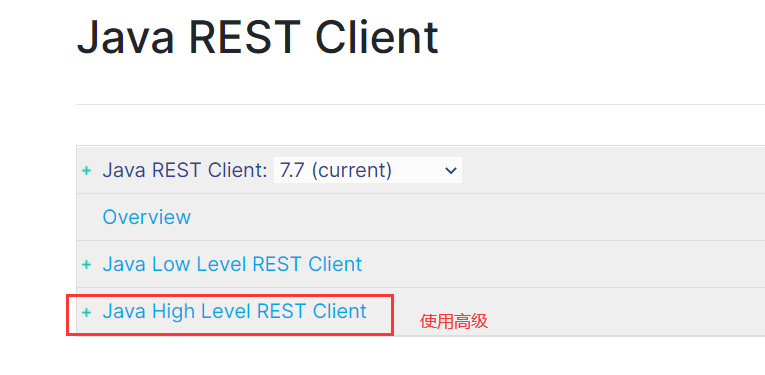 Java REST Client
+ Java REST Client: 7.7 (current)
Overview
+ Java Low Level REST Client
+ Java High Level REST Client
使用高级